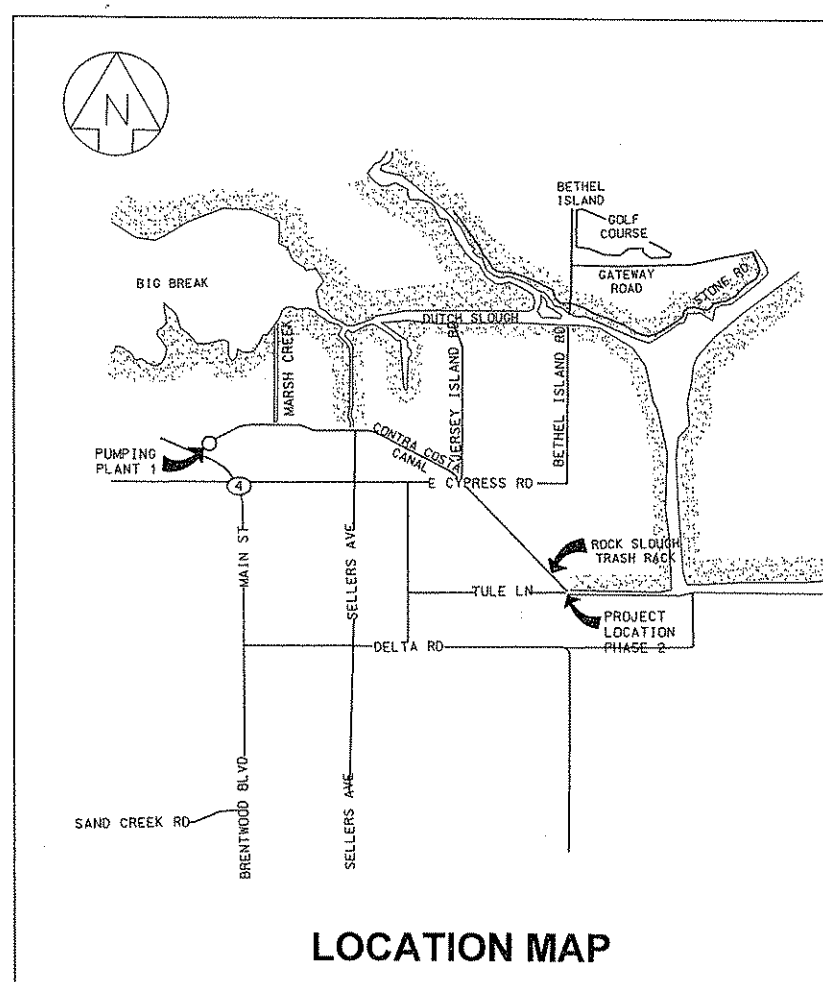 N
BETHEL
ISLAND
GOLF
COURSE
GATEWAY
ROAD
STONE RD
BIG BREAK
DUTCH SLOUGH
MARSH CREEK
JERSEY ISLAND RD
BETHEL ISLAND RD
CONTRA COSTA
CANAL
PUMPING
PLANT 1
4
E CYPRESS RD
MAIN ST
SELLERS AVE
ROCK SLOUGH
TRASH RACK
TULE LN
PROJECT
LOCATION
PHASE 2
DELTA RD
BRENTWOOD BLVD
SELLERS AVE
SAND CREEK RD
LOCATION MAP